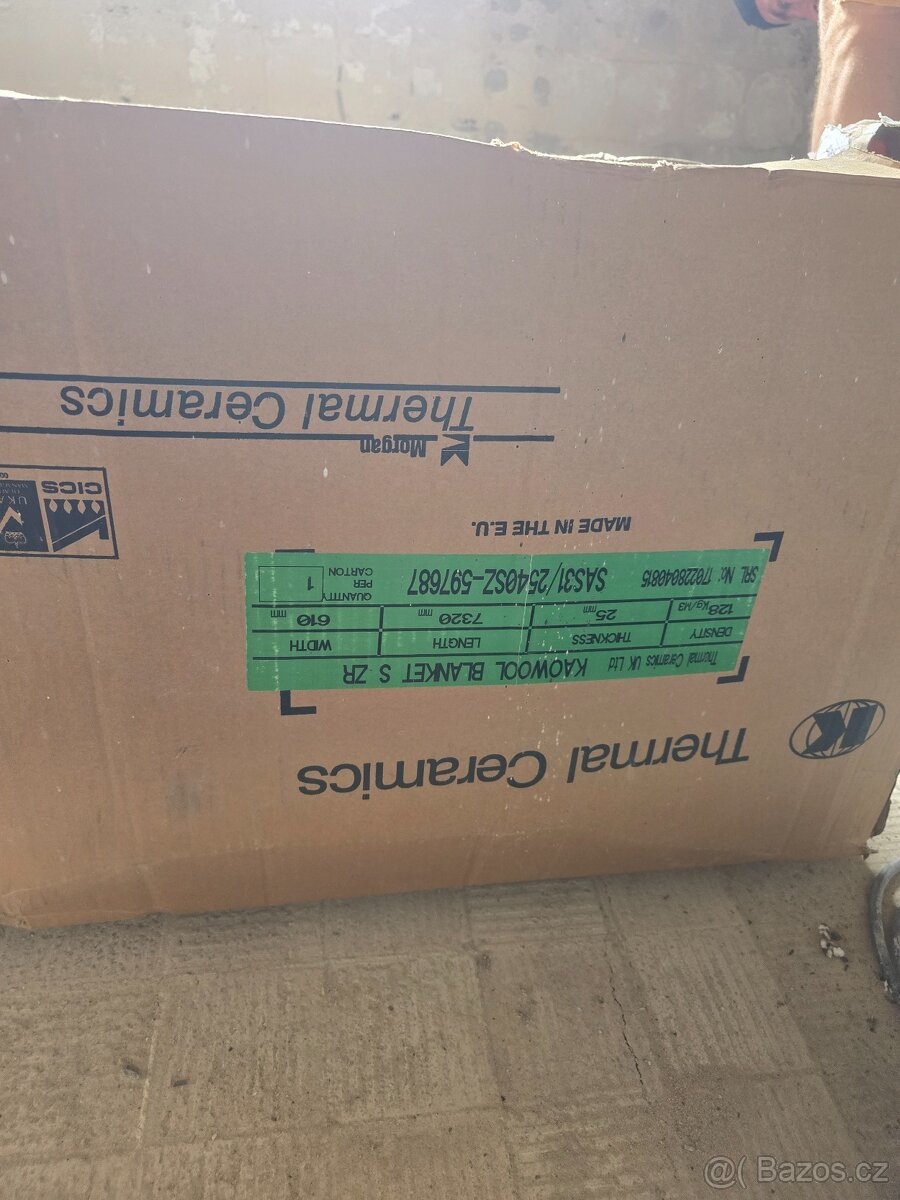 Thermal Ceramics
Thermal Ceramics UK Ltd KAOWOOL BLANKET S ZR
DENSITY THICKNESS LENGTH WIDTH
128 Kg/M3 25 mm 7320 mm 610 mm
SRL No: 170228040815 SAS31/2540SZ-597687 QUANTITY PER CARTON 1
MADE IN THE E.U.
Morgan
Thermal Ceramics
CICS
@( Bazos.cz